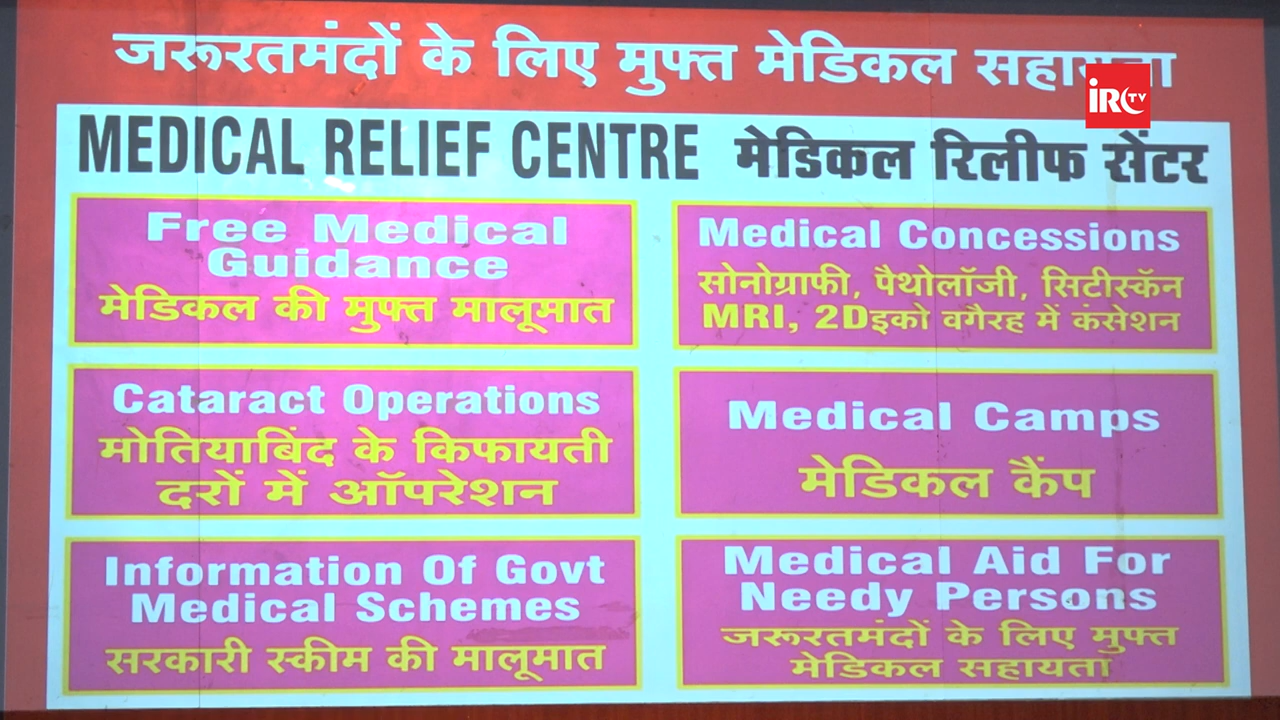 जरूरतमंदों के लिए मुफ्त मेडिकल सहायता
iRC TV
MEDICAL RELIEF CENTRE मेडिकल रिलीफ सेंटर
Free Medical
Guidance
मेडिकल की मुफ्त मालूमात
Medical Concessions
सोनोग्राफी, पैथोलॉजी, सिटीस्कॅन
MRI, 2Dइको वगैरह में कंसेशन
Cataract Operations
मोतियाबिंद के किफायती
दरों में ऑपरेशन
Medical Camps
मेडिकल कैंप
Information Of Govt
Medical Schemes
सरकारी स्कीम की मालूमात
Medical Aid For
Needy Persons
जरूरतमंदों के लिए मुफ्त
मेडिकल सहायता